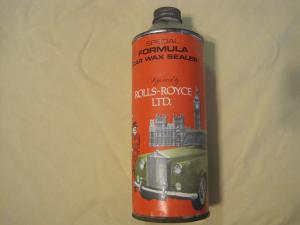 SPECIAL
FORMULA
CAR WAX SEALER
Approved by
ROLLS-ROYCE
LTD.